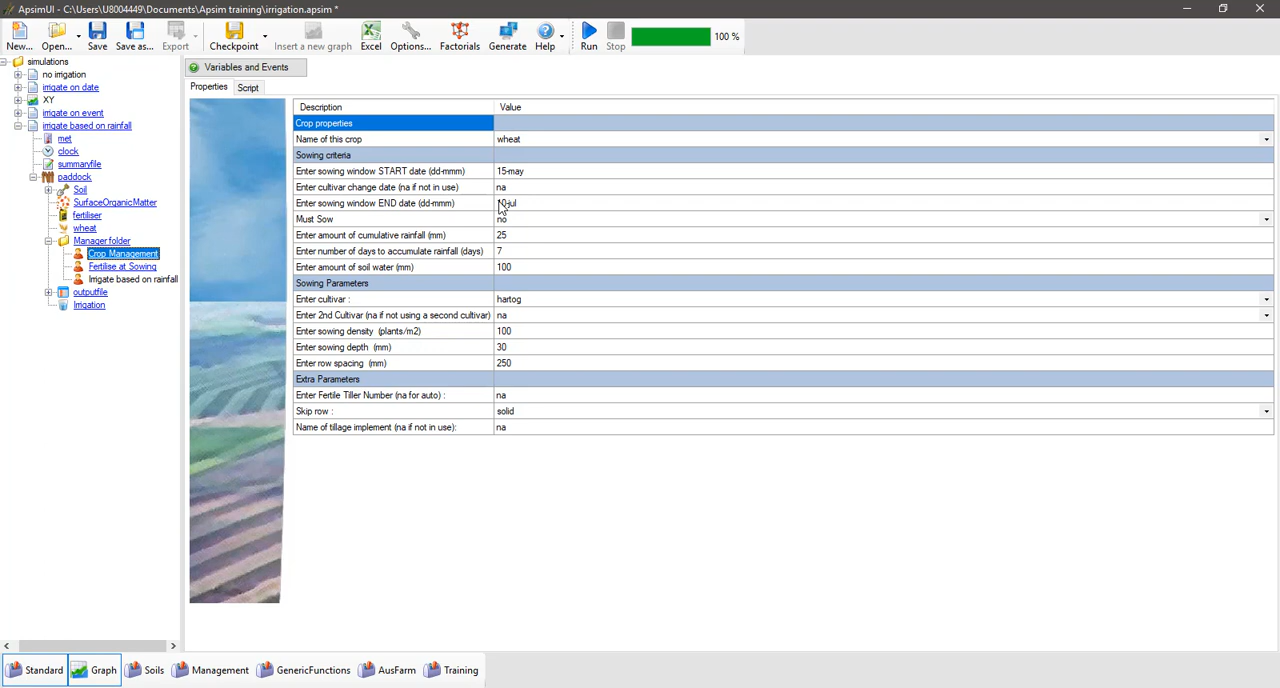 ApsimUI - C:\Users\U8004449\Documents\Apsim training\irrigation.apsim *
New... Open... Save Save as... Export Checkpoint Insert a new graph Excel Options... Factorials Generate Help Run Stop 100 %
simulations
no irrigation
irrigate on date
XY
irrigate on event
irrigate based on rainfall
met
clock
summaryfile
paddock
Soil
SurfaceOrganicMatter
fertiliser
wheat
Manager folder
Crop Management
Fertilise at Sowing
Irrigate based on rainfall
outputfile
Irrigation
Variables and Events
Properties Script
Description Value
Crop properties
Name of this crop wheat
Sowing criteria
Enter sowing window START date (dd-mmm) 15-may
Enter cultivar change date (na if not in use) na
Enter sowing window END date (dd-mmm)
Must Sow no
Enter amount of cumulative rainfall (mm) 25
Enter number of days to accumulate rainfall (days) 7
Enter amount of soil water (mm) 100
Sowing Parameters
Enter cultivar : hartog
Enter 2nd Cultivar (na if not using a second cultivar) na
Enter sowing density (plants/m2) 100
Enter sowing depth (mm) 30
Enter row spacing (mm) 250
Extra Parameters
Enter Fertile Tiller Number (na for auto) : na
Skip row : solid
Name of tillage implement (na if not in use): na
Standard Graph Soils Management GenericFunctions AusFarm Training